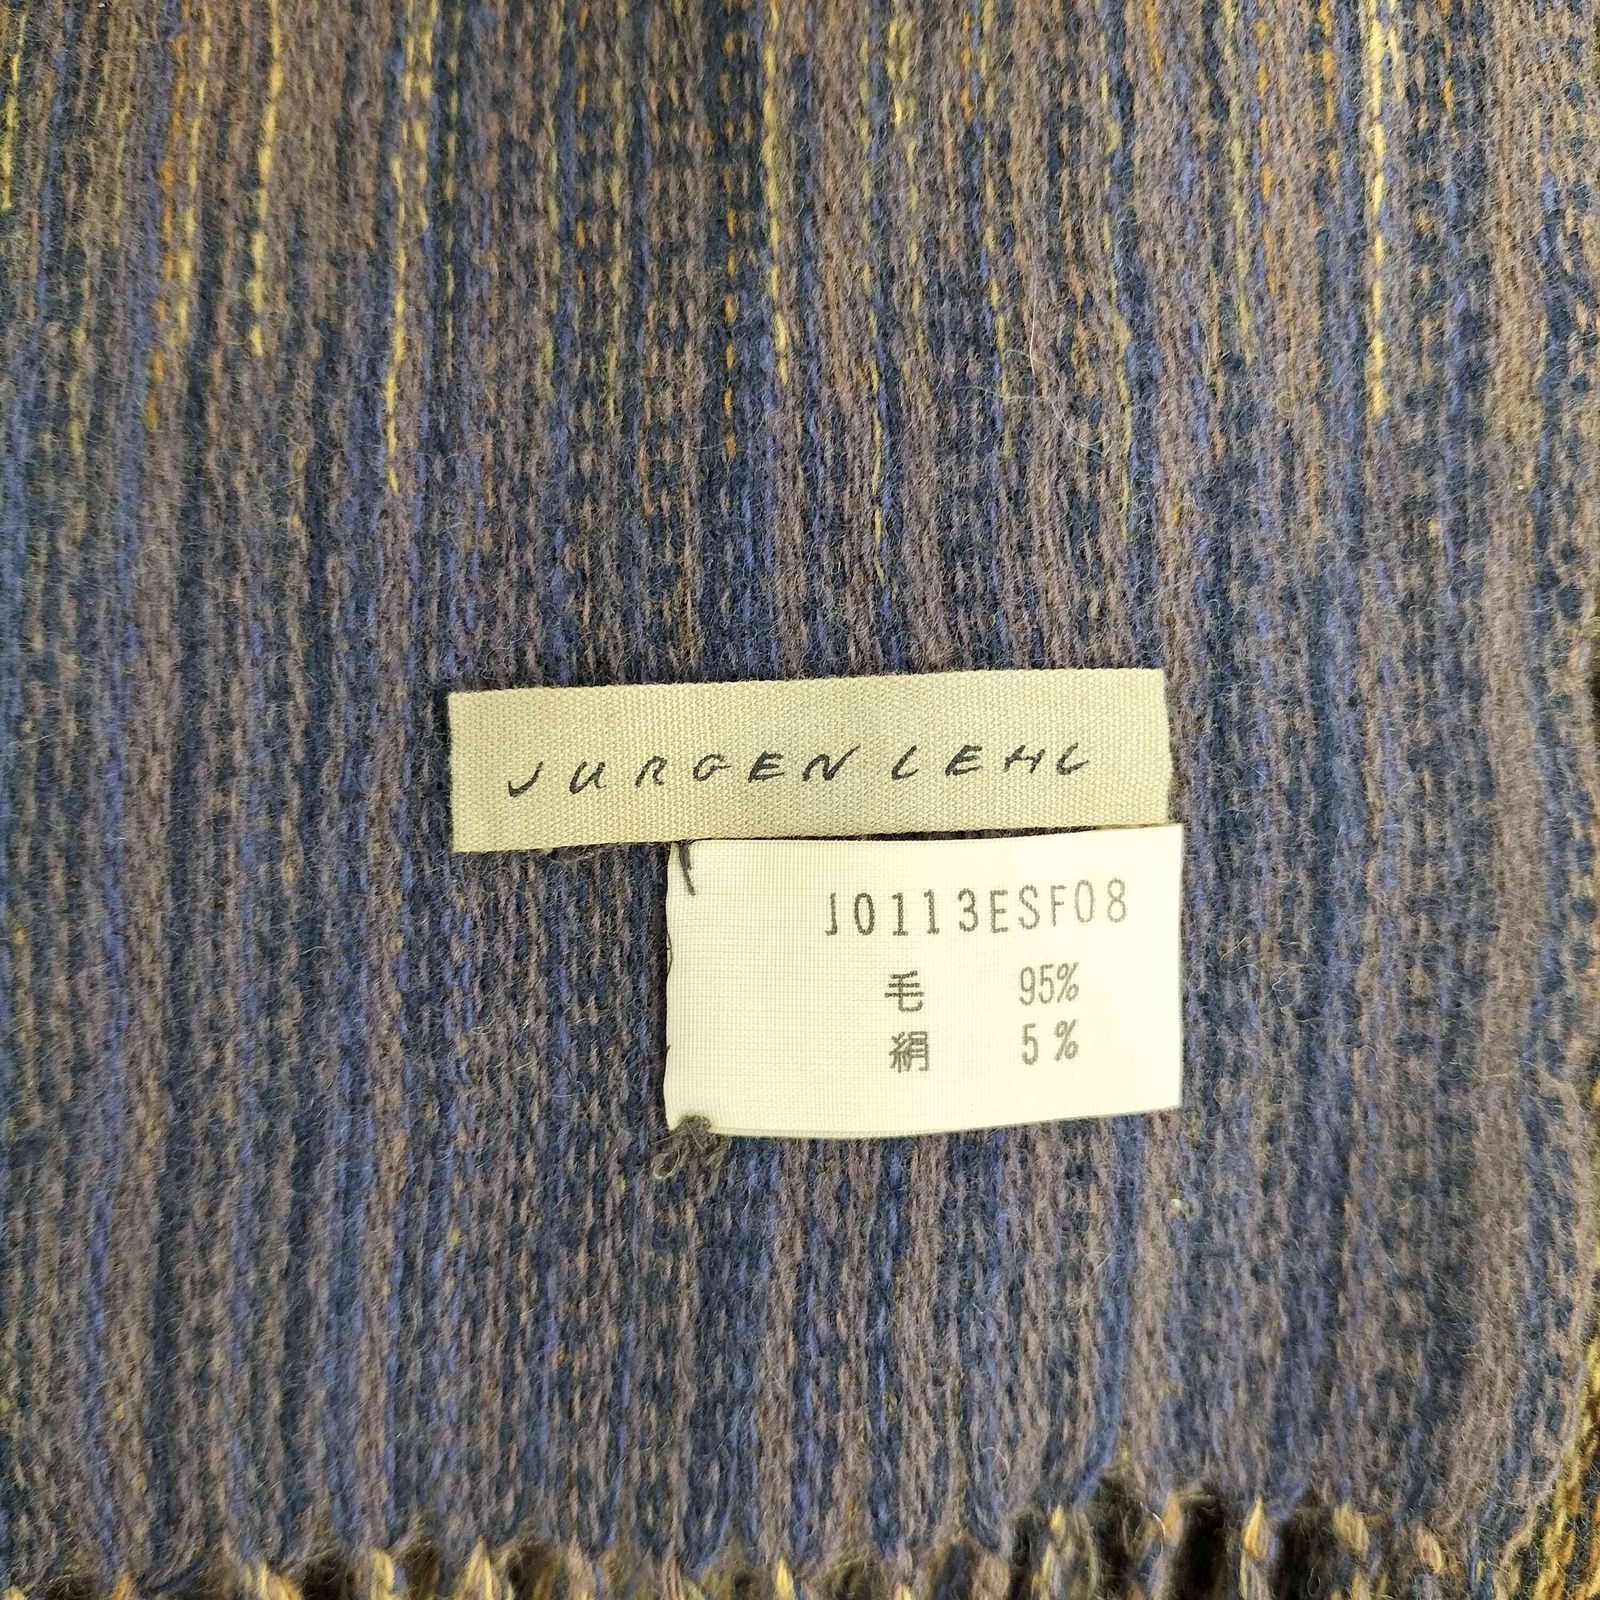 JURGEN LEHL
J0113ESF08
毛 95%
絹 5%